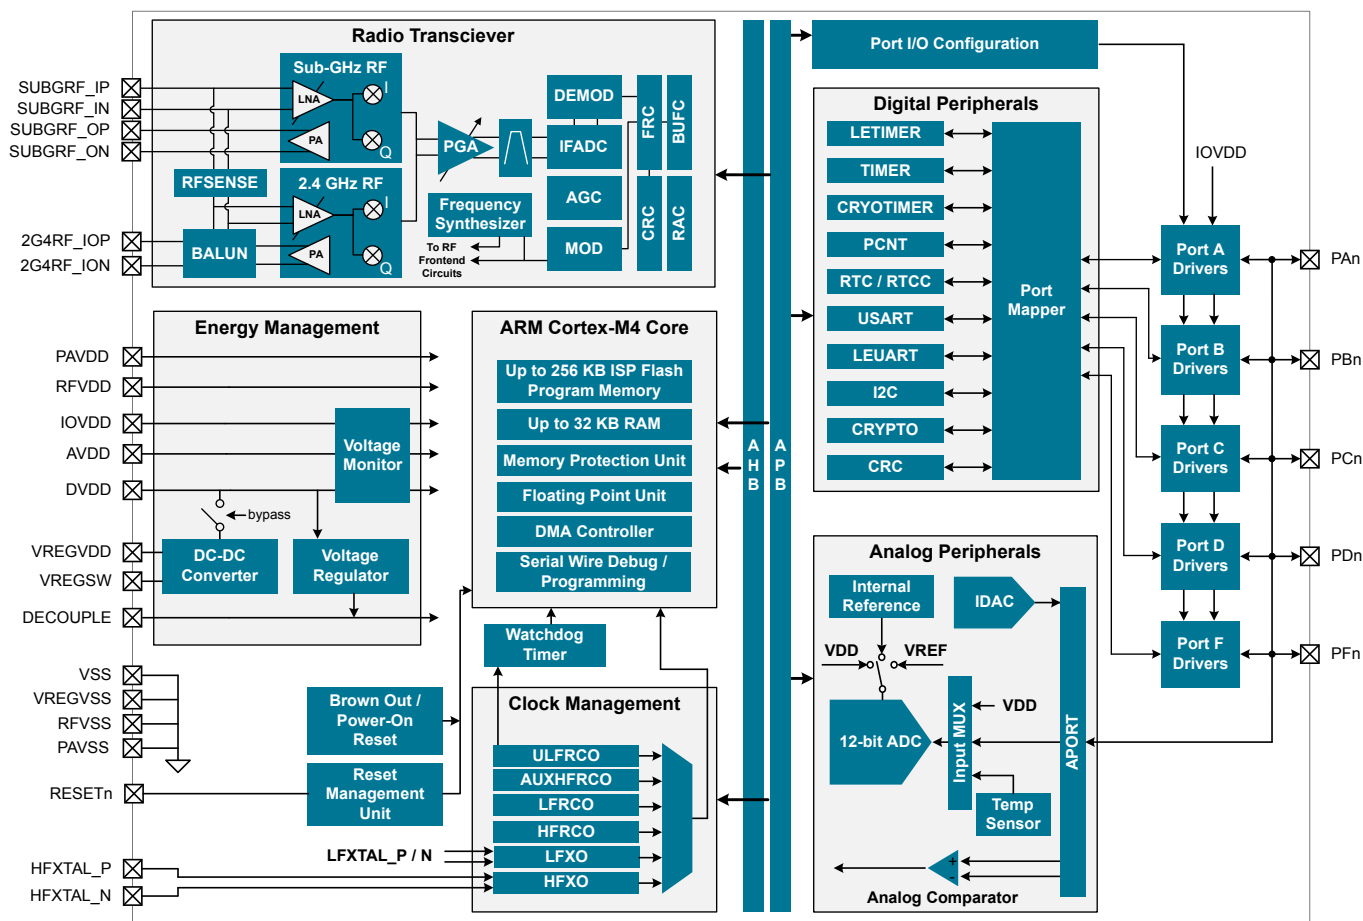 Radio Transciever
SUBGRF_IP
SUBGRF_IN
SUBGRF_OP
SUBGRF_ON
2G4RF_IOP
2G4RF_ION
Sub-GHz RF
LNA
I
PA
Q
RFSENSE
2.4 GHz RF
LNA
I
BALUN
PA
Q
PGA
Frequency
Synthesizer
To RF
Frontend
Circuits
DEMOD
IFADC
AGC
MOD
FRC
BUFC
CRC
RAC
Energy Management
PAVDD
RFVDD
IOVDD
AVDD
DVDD
VREGVDD
VREGSW
DECOUPLE
Voltage
Monitor
bypass
DC-DC
Converter
Voltage
Regulator
VSS
VREGVSS
RFVSS
PAVSS
RESETn
HFXTAL_P
HFXTAL_N
ARM Cortex-M4 Core
Up to 256 KB ISP Flash
Program Memory
Up to 32 KB RAM
Memory Protection Unit
Floating Point Unit
DMA Controller
Serial Wire Debug /
Programming
Watchdog
Timer
Brown Out /
Power-On
Reset
Reset
Management
Unit
Clock Management
ULFRCO
AUXHFRCO
LFRCO
HFRCO
LFXO
HFXO
LFXTAL_P / N
AHB
APB
Port I/O Configuration
Digital Peripherals
LETIMER
TIMER
CRYOTIMER
PCNT
RTC / RTCC
USART
LEUART
I2C
CRYPTO
CRC
Port
Mapper
IOVDD
Port A
Drivers
Port B
Drivers
Port C
Drivers
Port D
Drivers
Port F
Drivers
PAn
PBn
PCn
PDn
PFn
Analog Peripherals
Internal
Reference
IDAC
VDD
VREF
12-bit ADC
Input MUX
VDD
Temp
Sensor
APORT
+
-
Analog Comparator